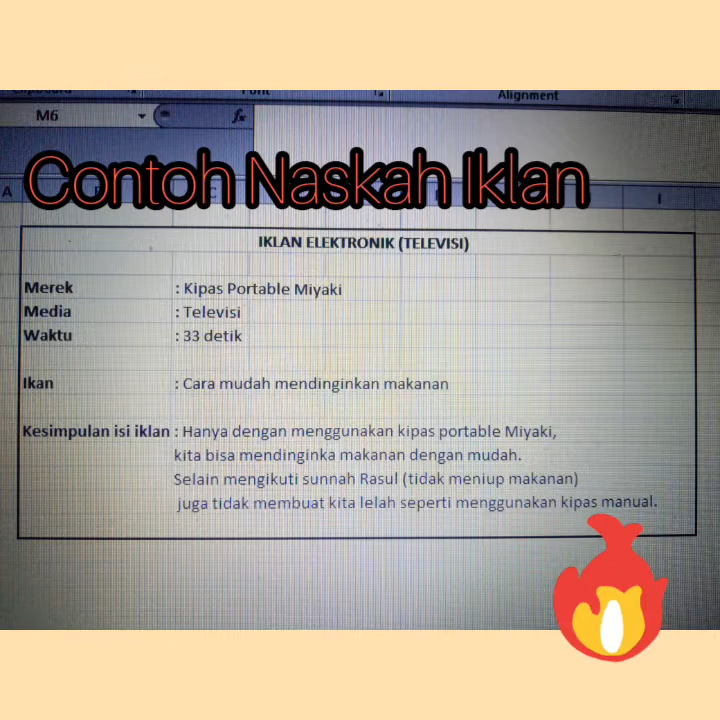 Font
Alignment
M6
fx
Contoh Naskah Iklan
A
C
I
IKLAN ELEKTRONIK (TELEVISI)
Merek : Kipas Portable Miyaki
Media : Televisi
Waktu : 33 detik
Ikan : Cara mudah mendinginkan makanan
Kesimpulan isi iklan : Hanya dengan menggunakan kipas portable Miyaki,
kita bisa mendinginka makanan dengan mudah.
Selain mengikuti sunnah Rasul (tidak meniup makanan)
juga tidak membuat kita lelah seperti menggunakan kipas manual.